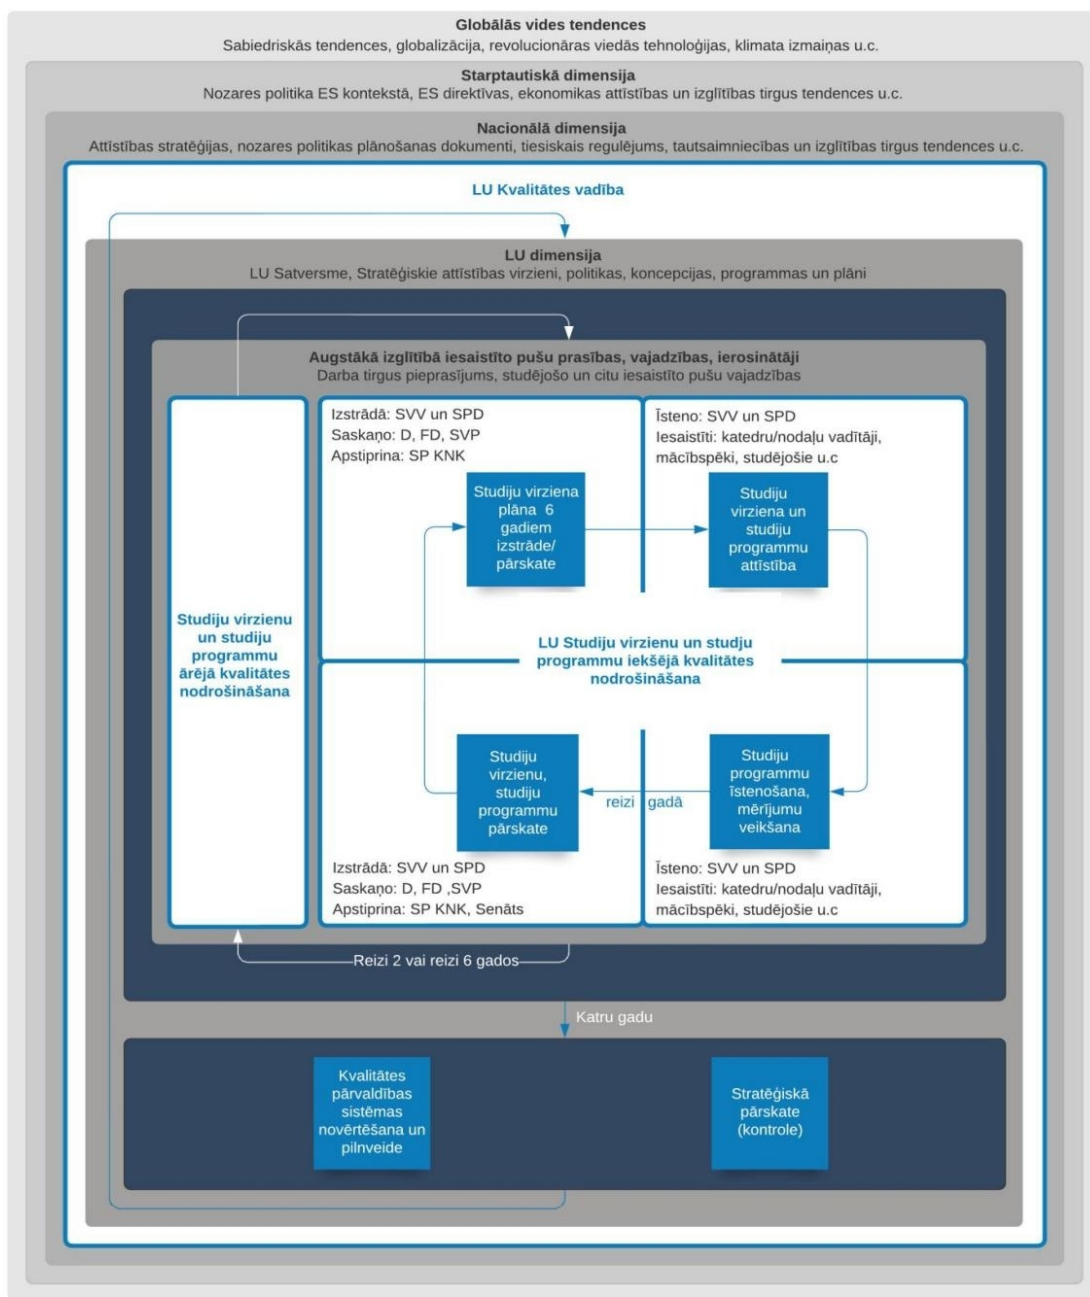 Globālās vides tendences
Sabiedriskās tendences, globalizācija, revolucionāras viedās tehnoloģijas, klimata izmaiņas u.c.
Starptautiskā dimensija
Nozares politika ES kontekstā, ES direktīvas, ekonomikas attīstības un izglītības tirgus tendences u.c.
Nacionālā dimensija
Attīstības stratēģijas, nozares politikas plānošanas dokumenti, tiesiskais regulējums, tautsaimniecības un izglītības tirgus tendences u.c.
LU Kvalitātes vadība
LU dimensija
LU Satversme, Stratēģiskie attīstības virzieni, politikas, koncepcijas, programmas un plāni
Augstākā izglītībā iesaistīto pušu prasības, vajadzības, ierosinātāji
Darba tirgus pieprasījums, studējošo un citu iesaistīto pušu vajadzības
Izstrādā: SVV un SPD
Saskaņo: D, FD, SVP
Apstiprina: SP KNK
Īsteno: SVV un SPD
Iesaistīti: katedru/nodaļu vadītāji,
mācībspēki, studējošie u.c
Studiju virziena
plāna 6
gadiem
izstrāde/
pārskate
Studiju
virziena un
studiju
programmu
attīstība
Studiju virzienu
un studiju
programmu
ārējā kvalitātes
nodrošināšana
LU Studiju virzienu un studju
programmu iekšējā kvalitātes
nodrošināšana
Studiju
virzienu,
studiju
programmu
pārskate
reizi gadā
Studiju
programmu
īstenošana,
mērījumu
veikšana
Izstrādā: SVV un SPD
Saskaņo: D, FD ,SVP
Apstiprina: SP KNK, Senāts
Īsteno: SVV un SPD
Iesaistīti: katedru/nodaļu vadītāji,
mācībspēki, studējošie u.c
Reizi 2 vai reizi 6 gados
Katru gadu
Kvalitātes
pārvaldības
sistēmas
novērtēšana un
pilnveide
Stratēģiskā
pārskate
(kontrole)